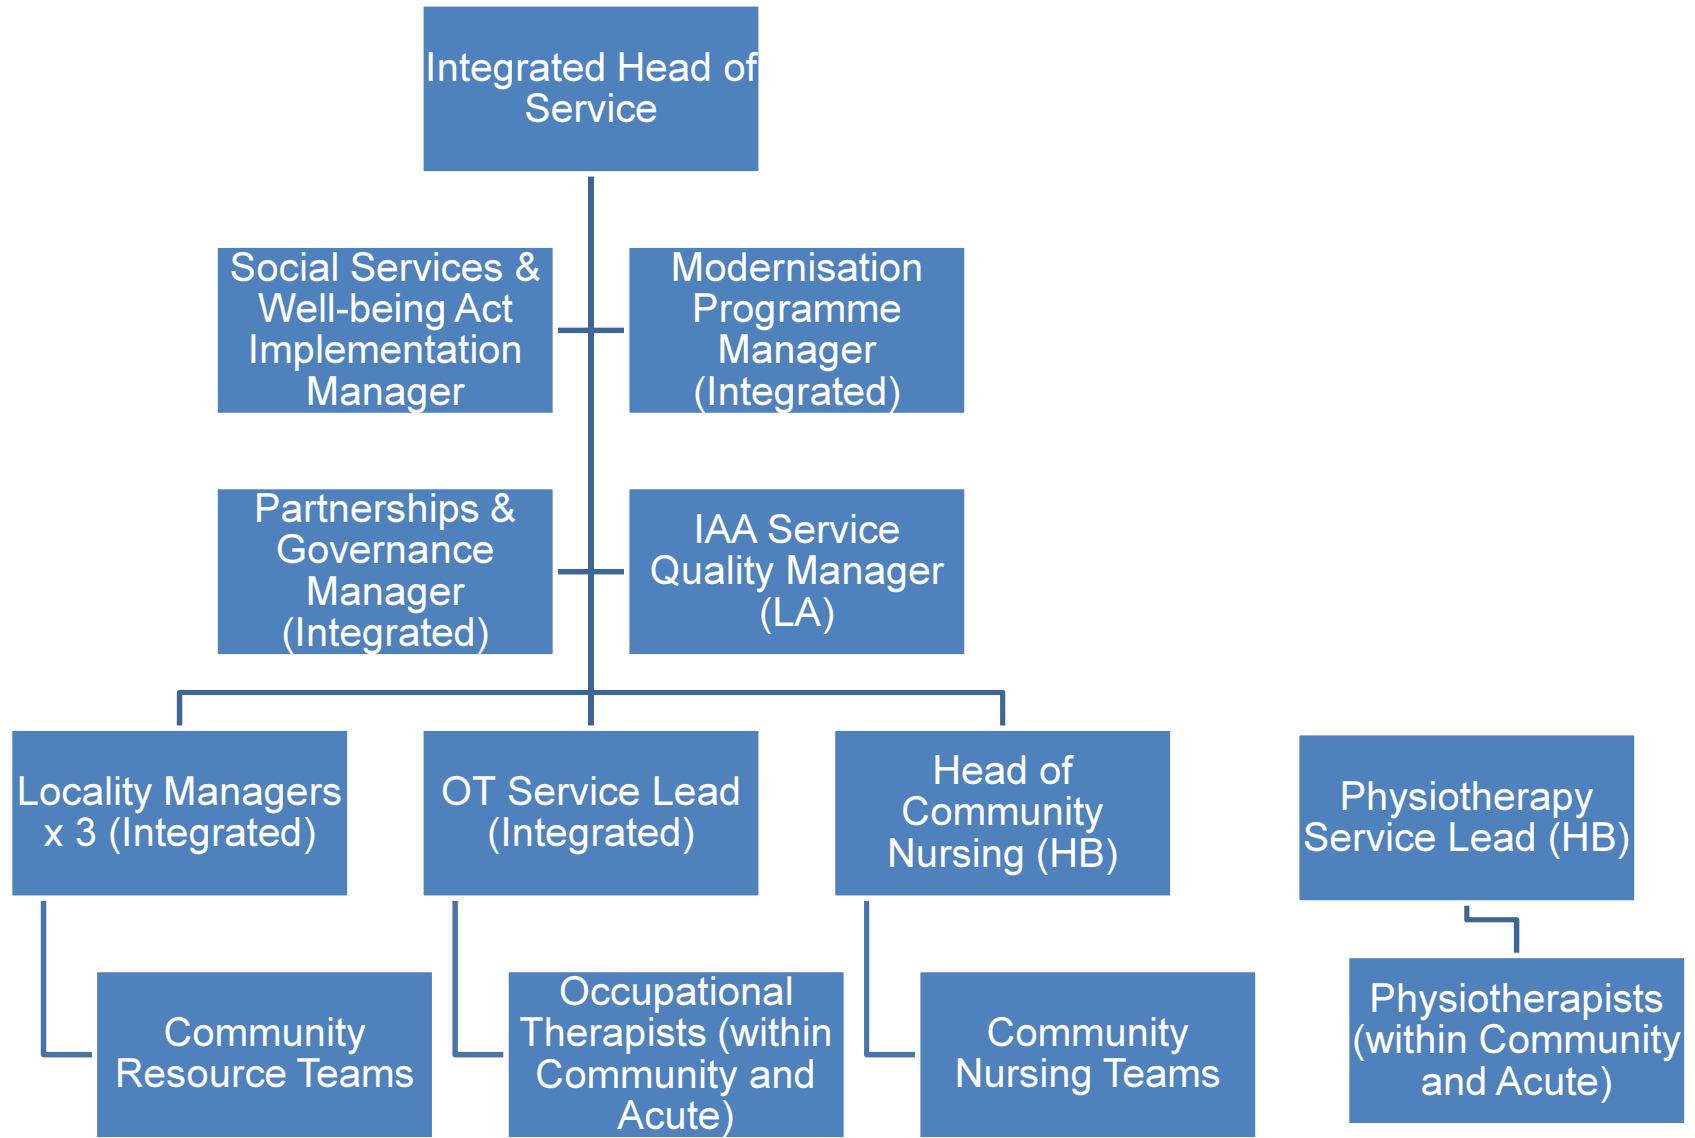 Integrated Head of
Service
Social Services &
Well-being Act
Implementation
Manager
Modernisation
Programme
Manager
(Integrated)
Partnerships &
Governance
Manager
(Integrated)
IAA Service
Quality Manager
(LA)
Locality Managers
x 3 (Integrated)
OT Service Lead
(Integrated)
Head of
Community
Nursing (HB)
Physiotherapy
Service Lead (HB)
Community
Resource Teams
Occupational
Therapists (within
Community and
Acute)
Community
Nursing Teams
Physiotherapists
(within Community
and Acute)